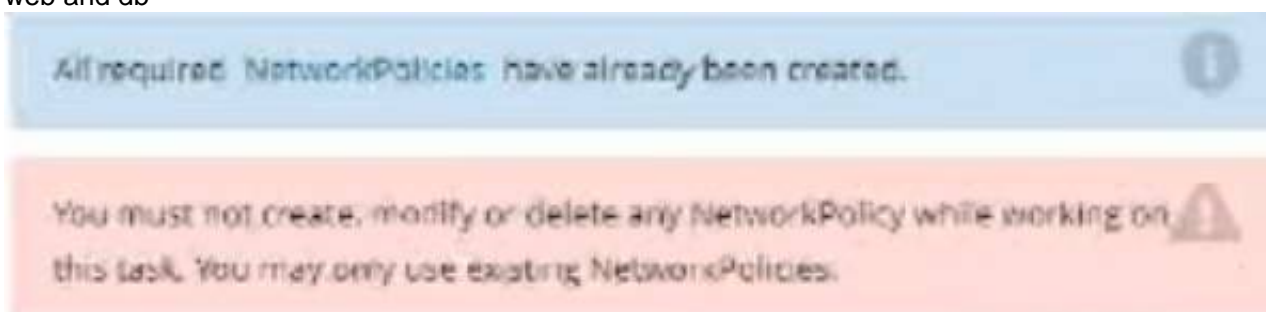 web and db
All required NetworkPolicies have already been created.
You must not create, modify or delete any NetworkPolicy while working on
this task. You may only use existing NetworkPolicies.